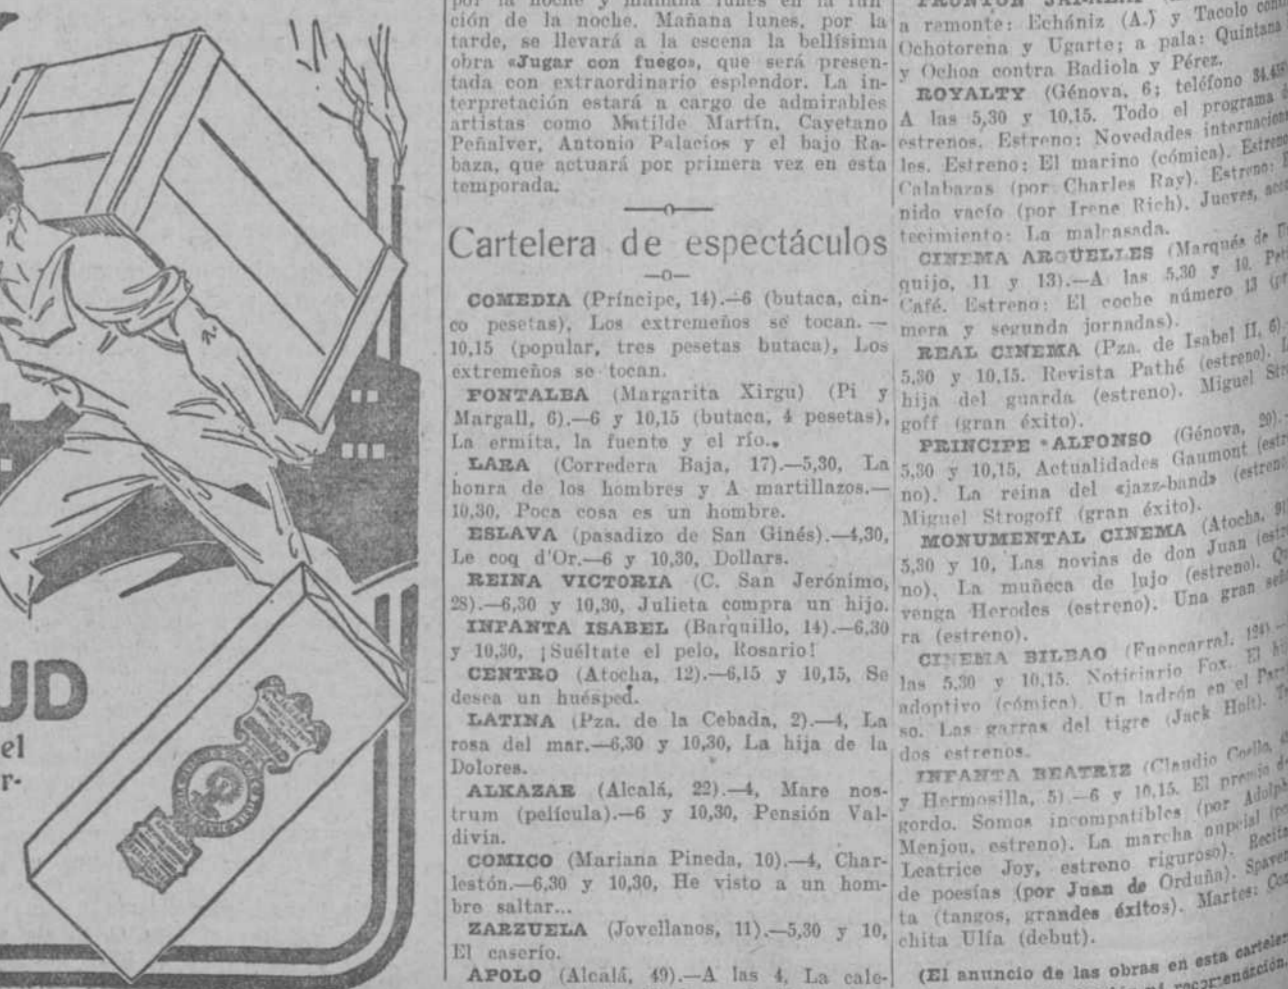 UD
el
r-
por la noche y mañana lunes en la fun-
ción de la noche. Mañana lunes, por la
tarde, se llevará a la escena la bellísima
obra «Jugar con fuego», que será presen-
tada con extraordinario esplendor. La in-
terpretación estará a cargo de admirables
artistas como Matilde Martín, Cayetano
Peñalver, Antonio Palacios y el bajo Ra-
baza, que actuará por primera vez en esta
temporada.
Cartelera de espectáculos
COMEDIA (Príncipe, 14).—6 (butaca, cin-
co pesetas), Los extremeños se tocan.—
10,15 (popular, tres pesetas butaca), Los
extremeños se tocan.
FONTALBA (Margarita Xirgu) (Pi y
Margall, 6).—6 y 10,15 (butaca, 4 pesetas),
La ermita, la fuente y el río.
LARA (Corredera Baja, 17).—5,30, La
honra de los hombres y A martillazos.—
10,30, Poca cosa es un hombre.
ESLAVA (pasadizo de San Ginés).—4,30,
Le coq d'Or.—6 y 10,30, Dollars.
REINA VICTORIA (C. San Jerónimo,
28).—6,30 y 10,30, Julieta compra un hijo.
INFANTA ISABEL (Barquillo, 14).—6,30
y 10,30, ¡Suéltate el pelo, Rosario!
CENTRO (Atocha, 12).—6,15 y 10,15, Se
desea un huésped.
LATINA (Pza. de la Cebada, 2).—4, La
rosa del mar.—6,30 y 10,30, La hija de la
Dolores.
ALKAZAR (Alcalá, 22).—4, Mare nos-
trum (película).—6 y 10,30, Pensión Val-
divia.
COMICO (Mariana Pineda, 10).—4, Char-
lestón.—6,30 y 10,30, He visto a un hom-
bre saltar...
ZARZUELA (Jovellanos, 11).—5,30 y 10,
El caserío.
APOLO (Alcalá, 49).—A las 4, La cale-
a remonte: Echániz (A.) y Tacolo
Ochotorena y Ugarte; a pala: Quintana
y Ochoa contra Badiola y Pérez.
ROYALTY (Génova, 6; teléfono
A las 5,30 y 10,15. Todo el programa
estrenos. Estreno: Novedades internacion
les. Estreno: El marino (cómica). Estreno
Calabazas (por Charles Ray). Estreno:
nido vacío (por Irene Rich). Jueves,
tecimiento: La malcasada.
CINEMA ARGUELLES (Marqués de
quijo, 11 y 13).—A las 5,30 y 10,
Café. Estreno: El coche número 13
mera y segunda jornadas).
REAL CINEMA (Pza. de Isabel II, 6).
5,30 y 10,15. Revista Pathé (estreno).
hija del guarda (estreno). Miguel Stro
goff (gran éxito).
PRINCIPE ALFONSO (Génova, 20).
5,30 y 10,15, Actualidades Gaumont (estre
no). La reina del «jazz-band» (estreno
Miguel Strogoff (gran éxito).
MONUMENTAL CINEMA (Atocha,
5,30 y 10, Las novias de don Juan (estre
no). La muñeca de lujo (estreno). Q
venga Herodes (estreno). Una gran
ra (estreno).
CINEMA BILBAO (Fuencarral, 124).—
las 5,30 y 10,15. Noticiario Fox. El
adoptivo (cómica). Un ladrón en el
so. Las garras del tigre (Jack Holt).
dos estrenos.
INFANTA BEATRIZ (Claudio Coello,
y Hermosilla, 5).—6 y 10,15. El premio
gordo. Somos incompatibles (por
Menjou, estreno). La marcha nupcial
Leatrice Joy, estreno riguroso).
de poesías (por Juan de Orduña).
ta (tangos, grandes éxitos). Martes:
chita Ulía (debut).
(El anuncio de las obras en esta cartele
recomendación.